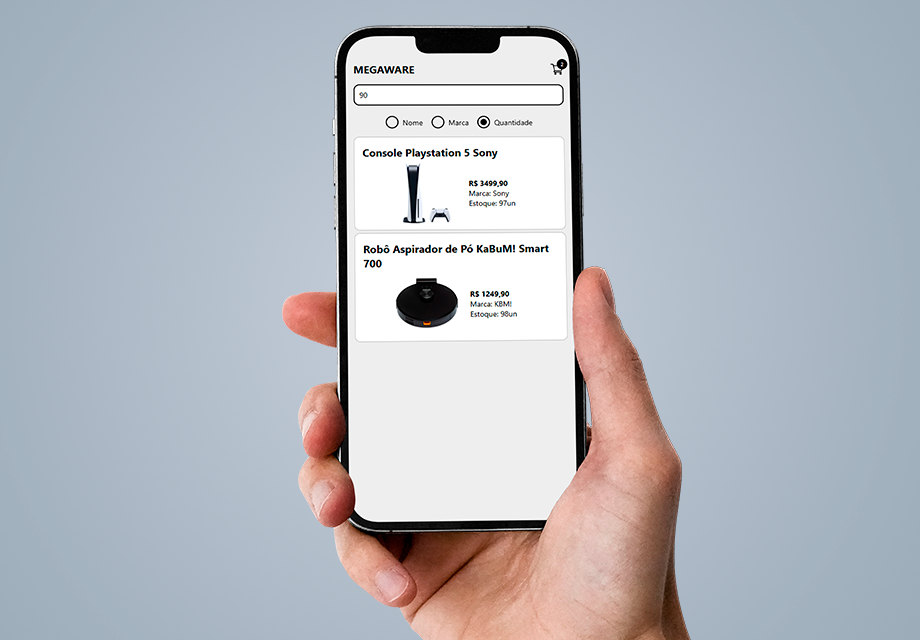 MEGAWARE
2
90
Nome Marca Quantidade
Console Playstation 5 Sony
R$ 3499,90
Marca: Sony
Estoque: 97un
Robô Aspirador de Pó KaBuM! Smart
700
R$ 1249,90
Marca: KBM!
Estoque: 98un